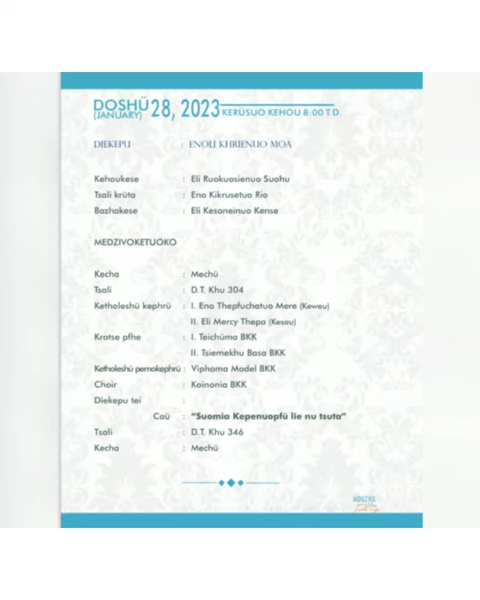 DOSHÜ 28, 2023 KERÜSUO KEHOU 8:00 T.D.
(JANUARY)
DIEKEPU : ENOLI KHRIENUO MOA
Kehoukese : Eli Ruokuosienuo Suohu
Tsali krüta : Eno Kikrusetuo Rio
Bazhakese : Eli Kesoneinuo Kense
MEDZIVOKETUOKO
Kecha : Mechü
Tsali : D.T. Khu 304
Ketholeshü kephrü : I. Eno Thepfuchatuo Mere (Keweu)
II. Eli Mercy Thepa (Kesau)
Krotse pfhe : I. Teichüma BKK
II. Tsiemekhu Basa BKK
Ketholeshü pemokephrü : Viphoma Model BKK
Choir : Koinonia BKK
Diekepu tei :
Caü : "Suomia Kepenuopfü lie nu tsuta"
Tsali : D.T. Khu 346
Kecha : Mechü